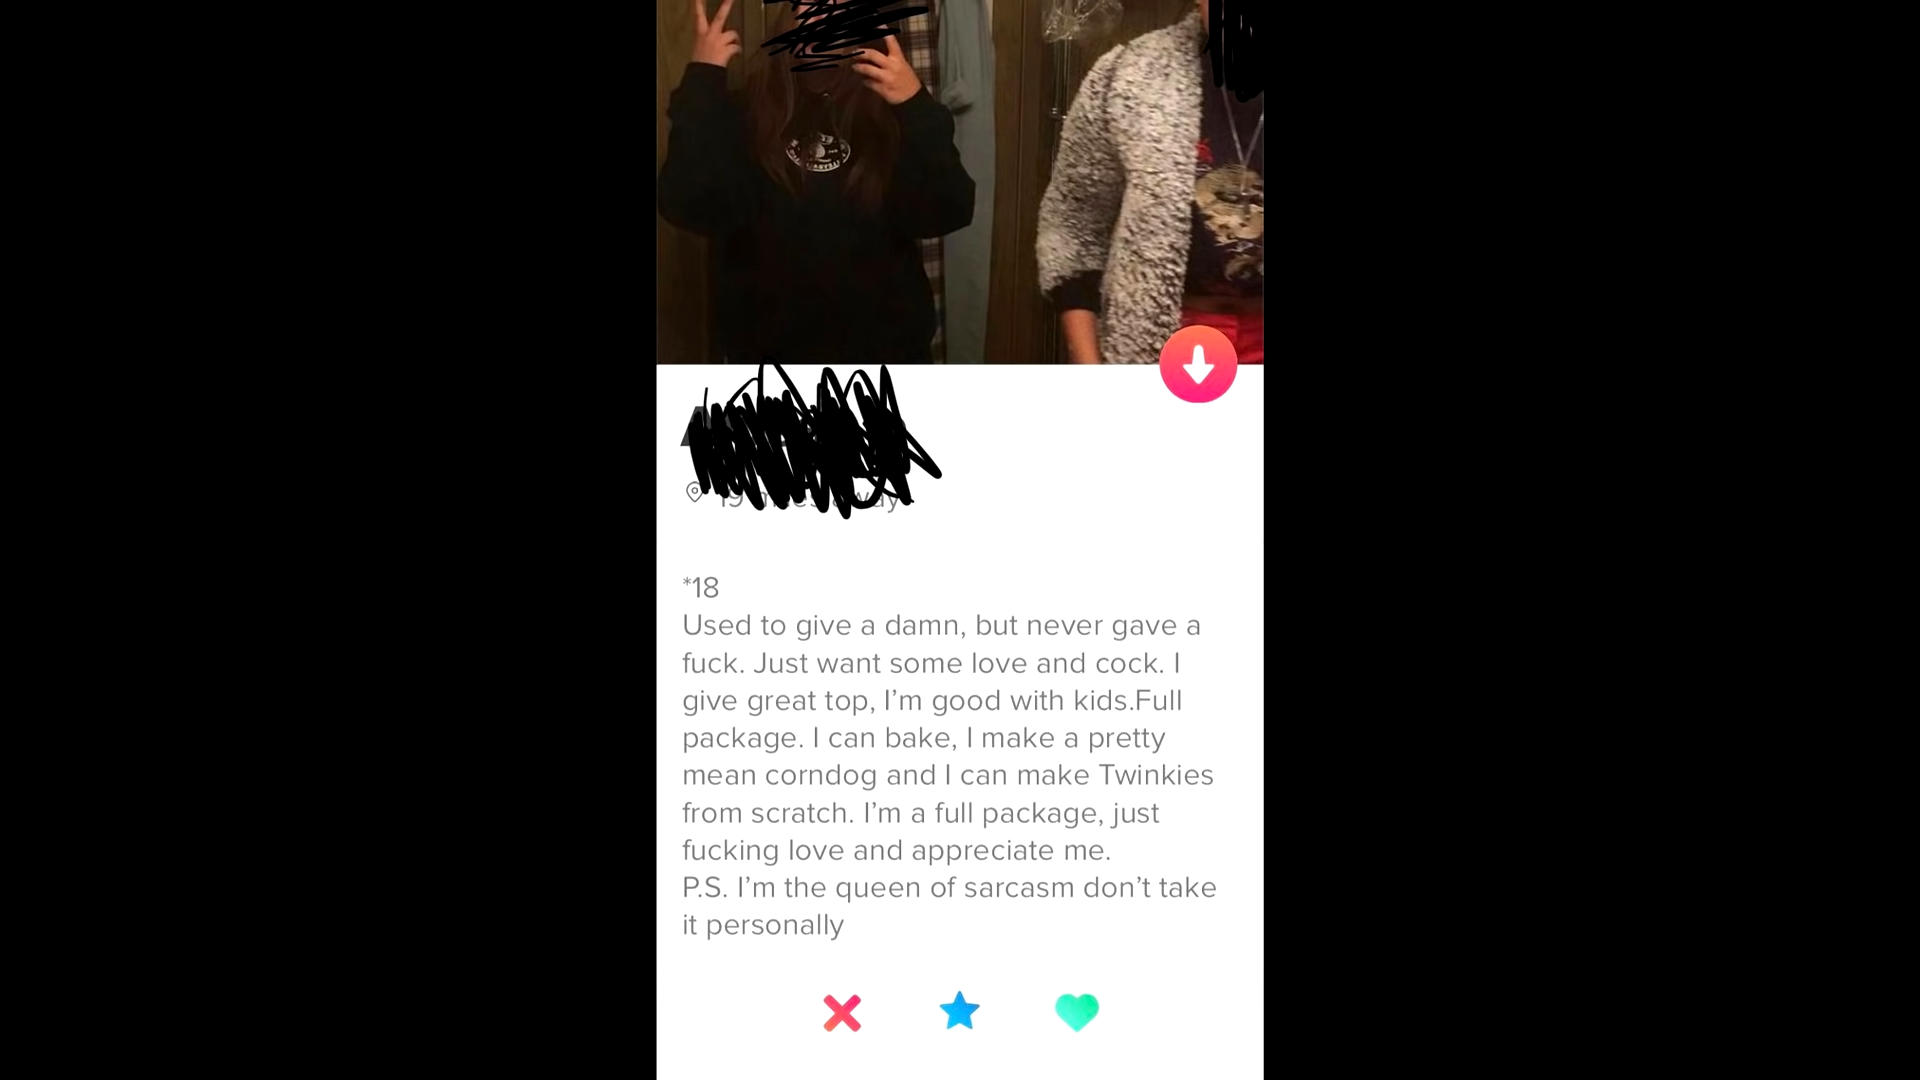 *18
Used to give a damn, but never gave a
fuck. Just want some love and cock. I
give great top, I'm good with kids.Full
package. I can bake, I make a pretty
mean corndog and I can make Twinkies
from scratch. I'm a full package, just
fucking love and appreciate me.
P.S. I'm the queen of sarcasm don't take
it personally